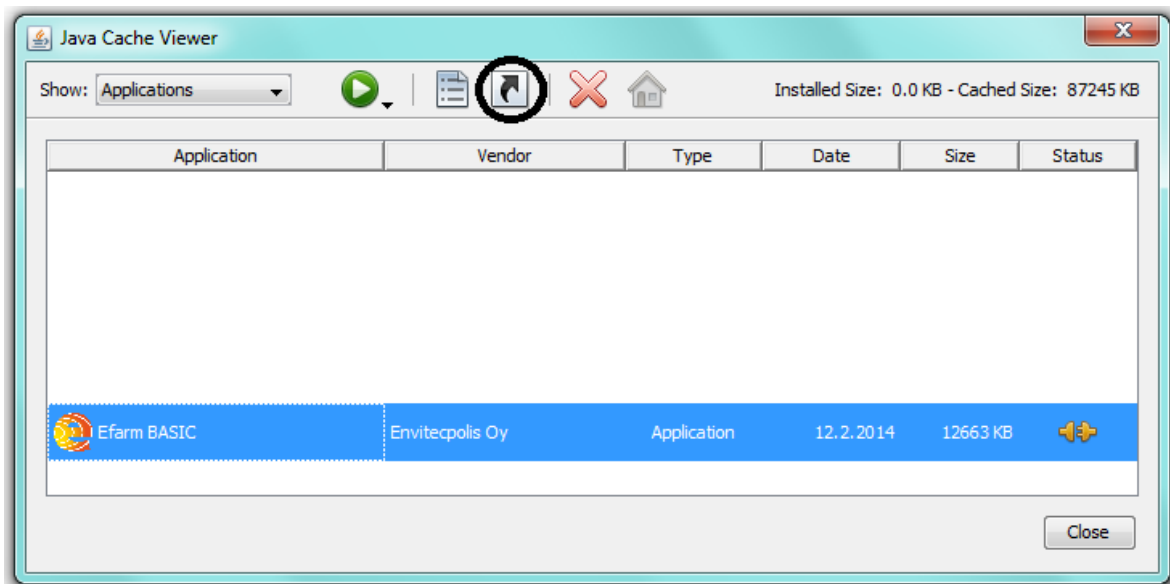 Java Cache Viewer
Show: Applications
Installed Size: 0.0 KB - Cached Size: 87245 KB
Application Vendor Type Date Size Status
Efarm BASIC Envitecpolis Oy Application 12.2.2014 12663 KB
Close